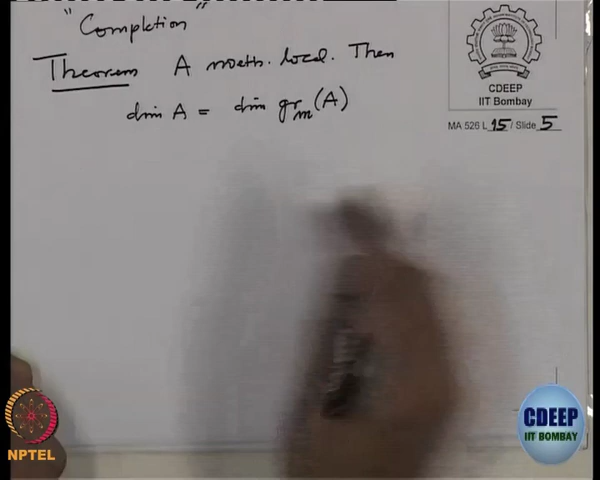 "Completion"
Theorem A noeth. local. Then
dim A = dim gr_m(A)
CDEEP
IIT Bombay
MA 526 L 15 / Slide 5
NPTEL
CDEEP
IIT BOMBAY